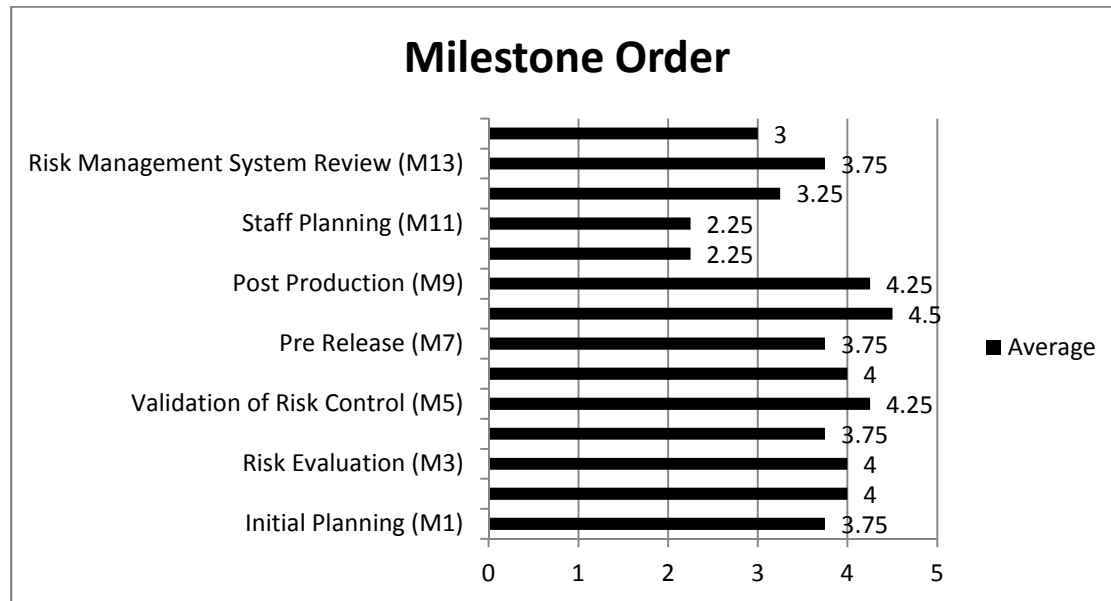 Milestone Order
3
Risk Management System Review (M13)
3.75
3.25
Staff Planning (M11)
2.25
2.25
Post Production (M9)
4.25
4.5
Pre Release (M7)
3.75
Average
4
Validation of Risk Control (M5)
4.25
3.75
Risk Evaluation (M3)
4
4
Initial Planning (M1)
3.75
0 1 2 3 4 5